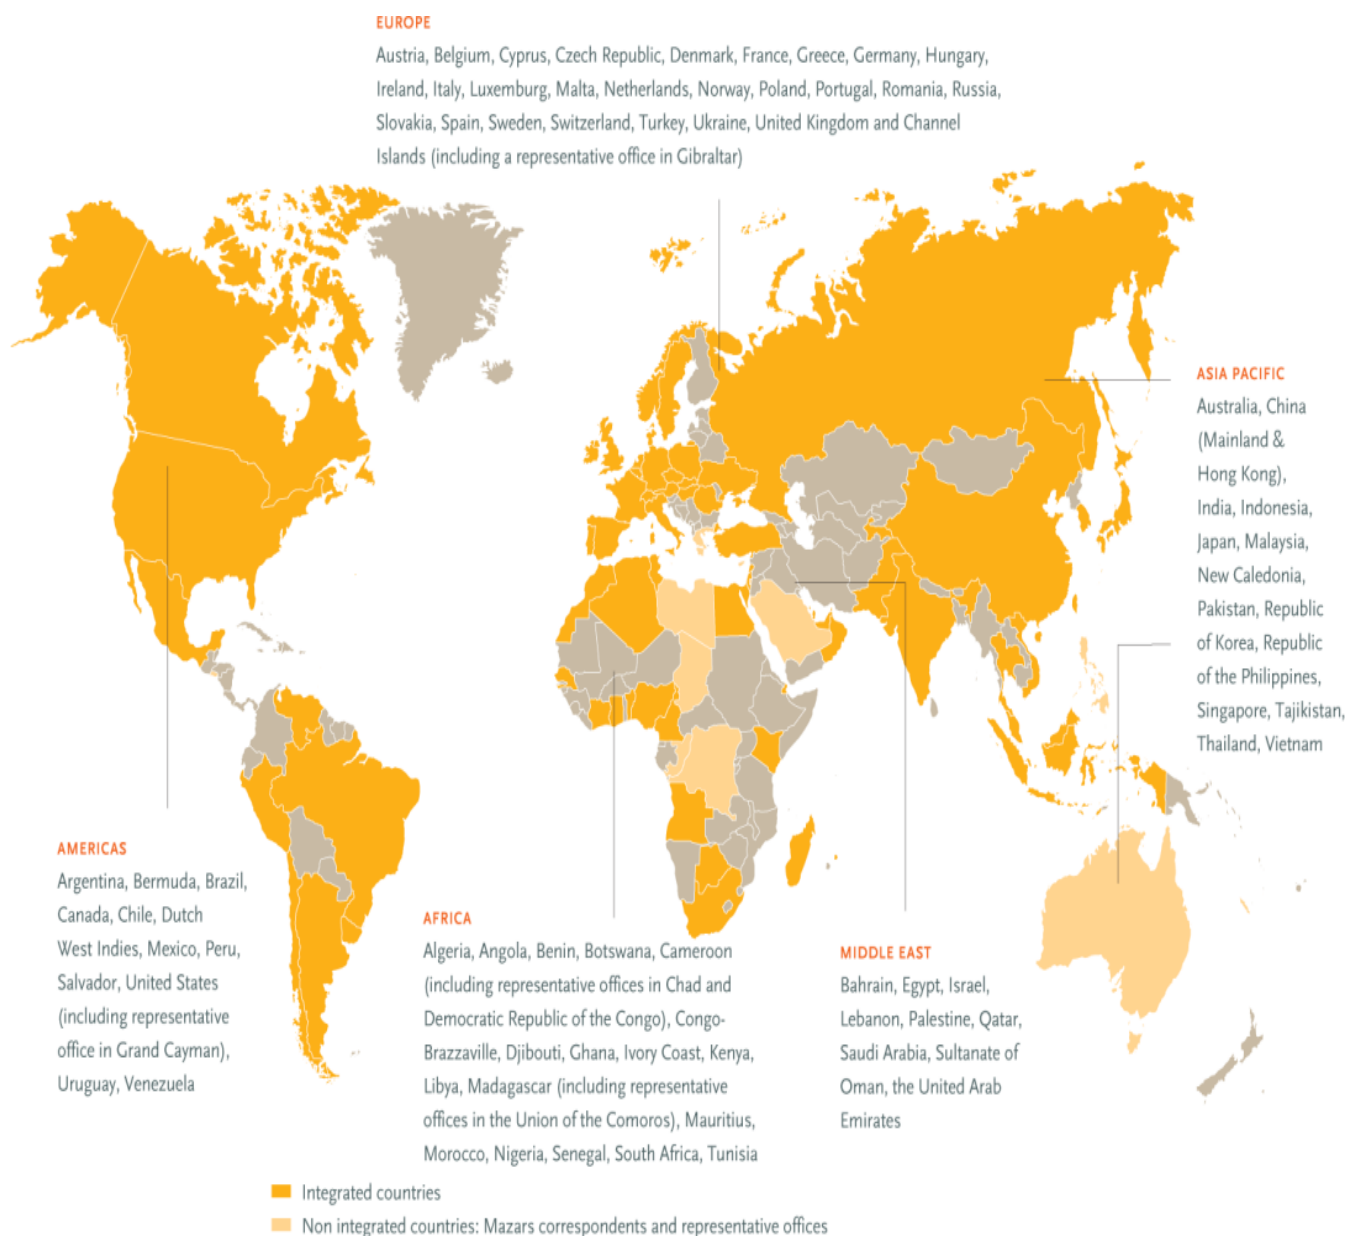 EUROPE
Austria, Belgium, Cyprus, Czech Republic, Denmark, France, Greece, Germany, Hungary,
Ireland, Italy, Luxemburg, Malta, Netherlands, Norway, Poland, Portugal, Romania, Russia,
Slovakia, Spain, Sweden, Switzerland, Turkey, Ukraine, United Kingdom and Channel
Islands (including a representative office in Gibraltar)
ASIA PACIFIC
Australia, China
(Mainland &
Hong Kong),
India, Indonesia,
Japan, Malaysia,
New Caledonia,
Pakistan, Republic
of Korea, Republic
of the Philippines,
Singapore, Tajikistan,
Thailand, Vietnam
AMERICAS
Argentina, Bermuda, Brazil,
Canada, Chile, Dutch
West Indies, Mexico, Peru,
Salvador, United States
(including representative
office in Grand Cayman),
Uruguay, Venezuela
AFRICA
Algeria, Angola, Benin, Botswana, Cameroon
(including representative offices in Chad and
Democratic Republic of the Congo), Congo-
Brazzaville, Djibouti, Ghana, Ivory Coast, Kenya,
Libya, Madagascar (including representative
offices in the Union of the Comoros), Mauritius,
Morocco, Nigeria, Senegal, South Africa, Tunisia
MIDDLE EAST
Bahrain, Egypt, Israel,
Lebanon, Palestine, Qatar,
Saudi Arabia, Sultanate of
Oman, the United Arab
Emirates
Integrated countries
Non integrated countries: Mazars correspondents and representative offices